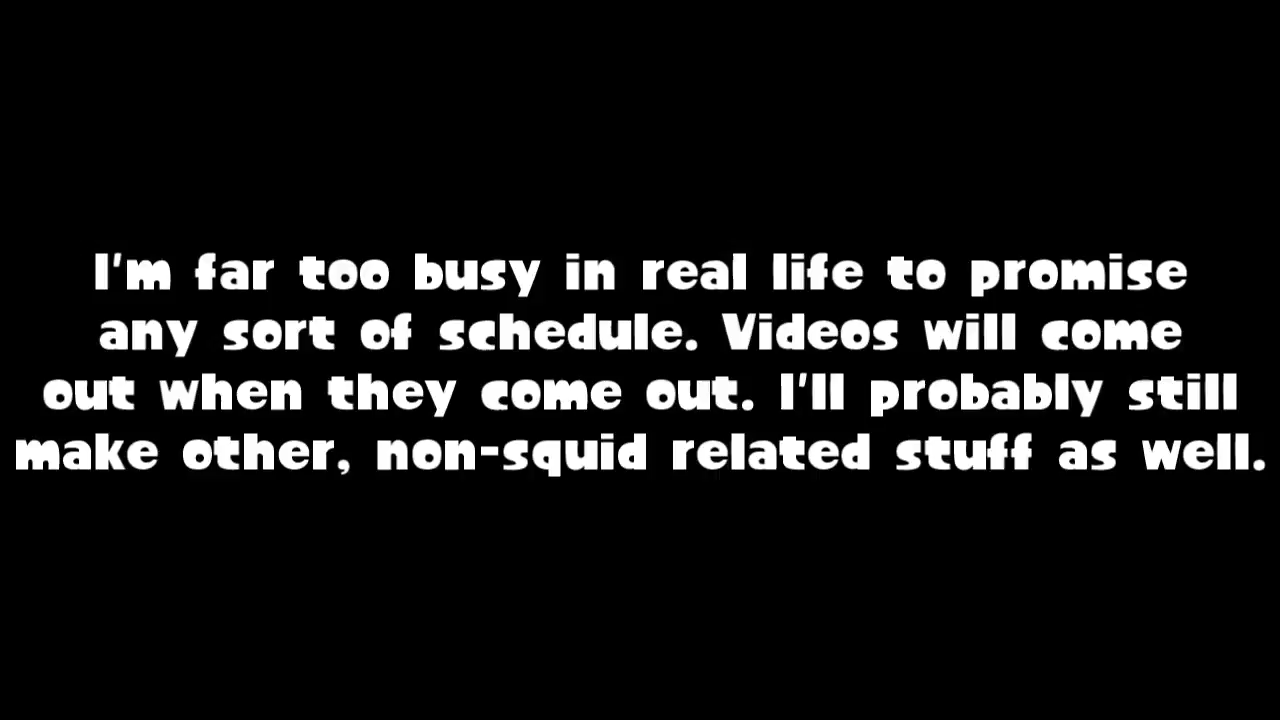 I'm far too busy in real life to promise
any sort of schedule. Videos will come
out when they come out. I'll probably still
make other, non-squid related stuff as well.